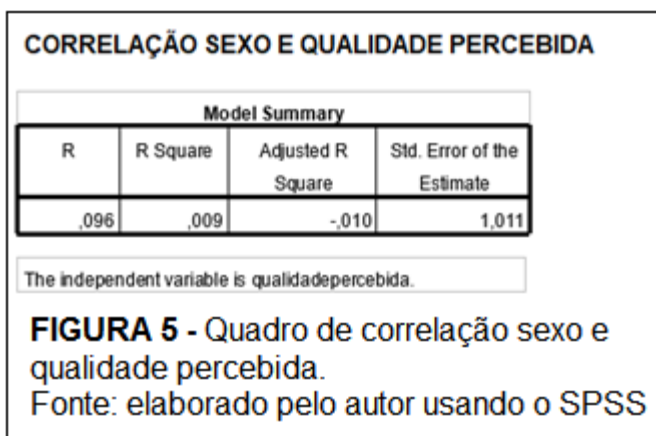 CORRELAÇÃO SEXO E QUALIDADE PERCEBIDA
Model Summary
R R Square Adjusted R Square Std. Error of the Estimate
,096 ,009 -,010 1,011
The independent variable is qualidadepercebida.
FIGURA 5 - Quadro de correlação sexo e
qualidade percebida.
Fonte: elaborado pelo autor usando o SPSS